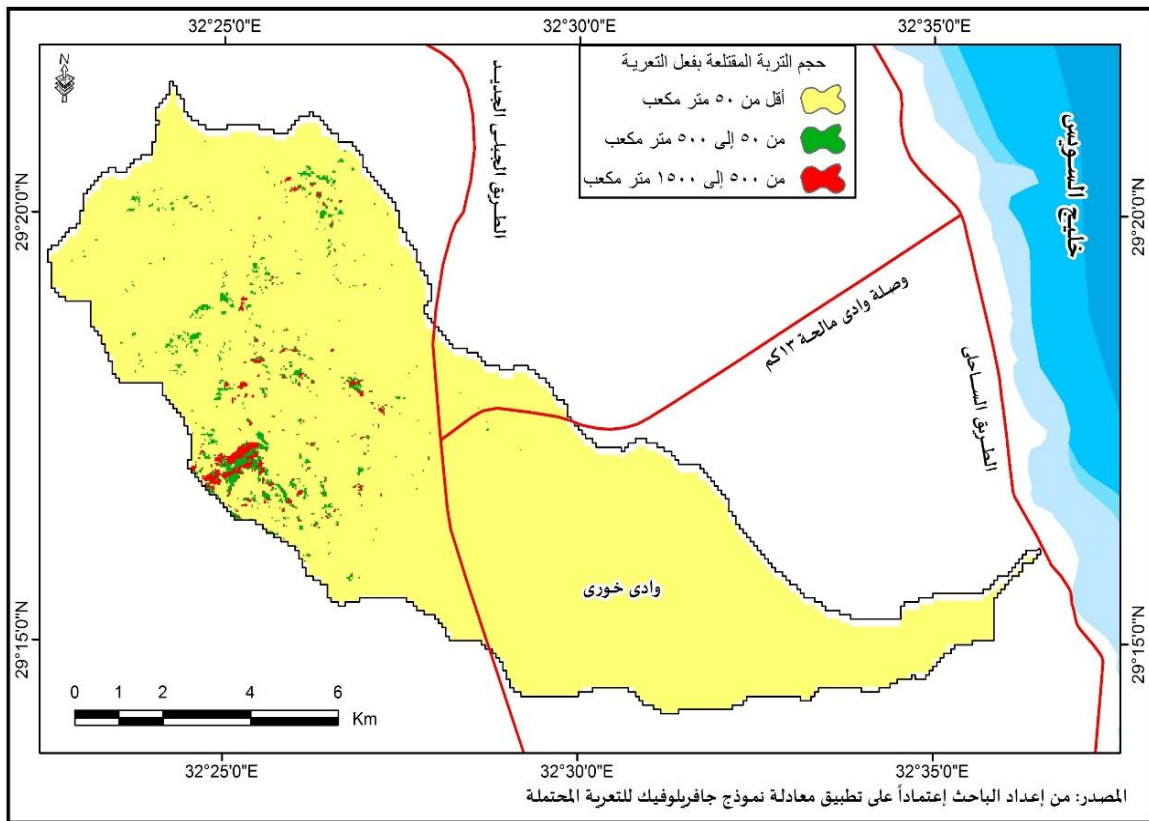 32°25'0"E
32°30'0"E
32°35'0"E
N
حجم التربة المقتلعة بفعل التعرية
أقل من ٥٠ متر مكعب
من ٥٠ إلى ٥٠٠ متر مكعب
من ٥٠٠ إلى ١٥٠٠ متر مكعب
الطريق الجبلى الجديد
خليج السويس
29°20'0"N
29°20'0"N
وصلة وادى مالحة ١٣كم
الطريق الساحلى
وادى خورى
29°15'0"N
29°15'0"N
0 1 2 4 6
Km
32°25'0"E
32°30'0"E
32°35'0"E
المصدر: من إعداد الباحث إعتماداً على تطبيق معادلة نموذج جافريلوفيك للتعرية المحتملة